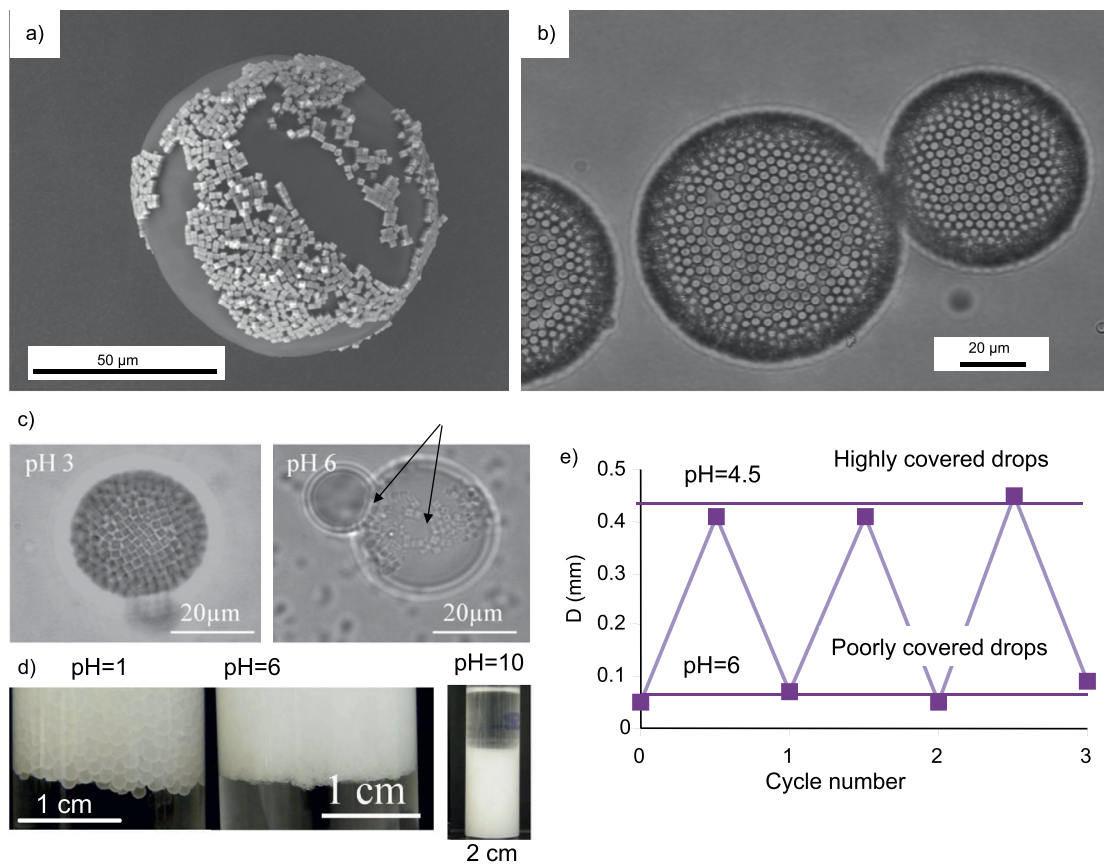 a)
50 µm
b)
20 µm
c)
pH 3
20µm
pH 6
20µm
d)
pH=1
pH=6
pH=10
1 cm
1 cm
2 cm
e)
0.5
0.4
0.3
0.2
0.1
0
D (mm)
pH=4.5
Highly covered drops
pH=6
Poorly covered drops
0
1
2
3
Cycle number